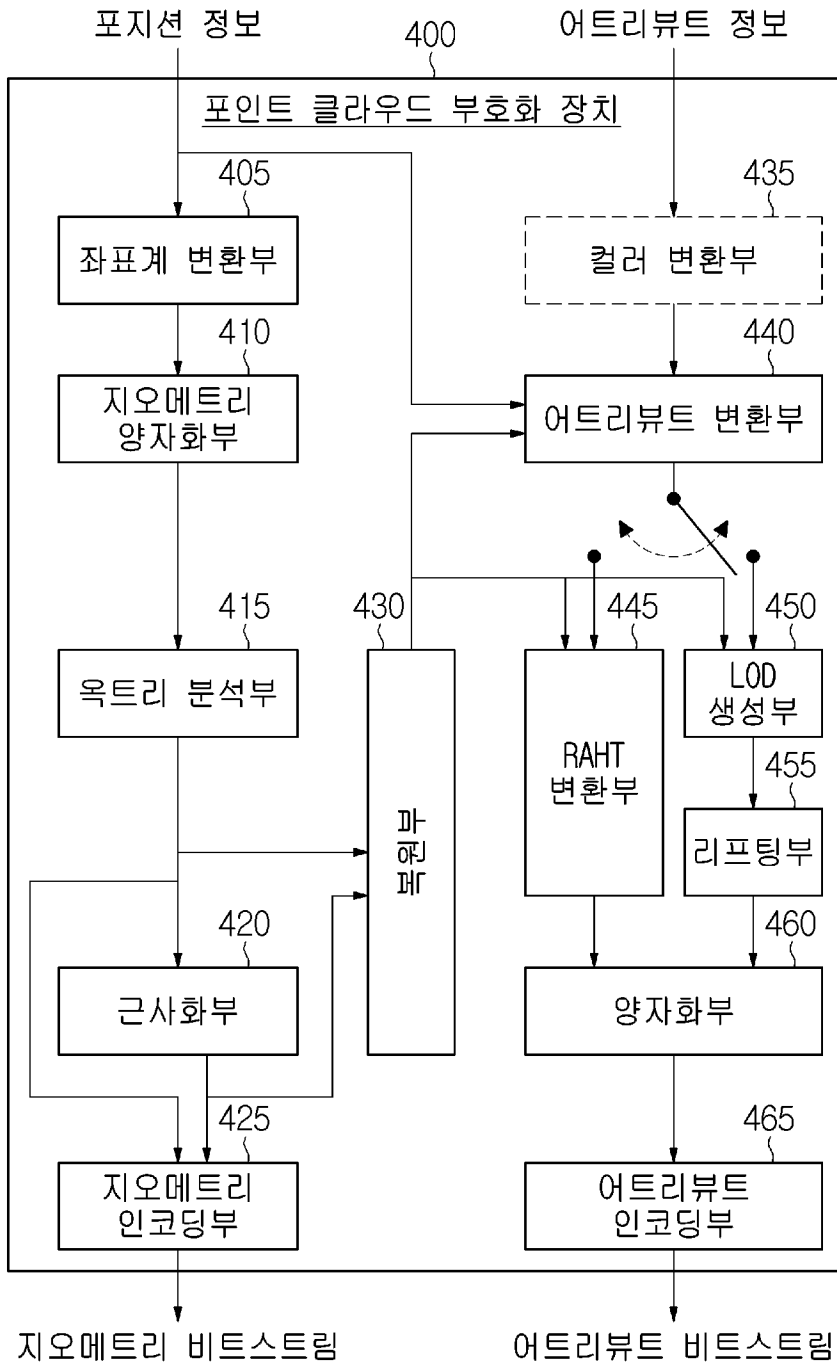 포지션 정보
어트리뷰트 정보
400
포인트 클라우드 부호화 장치
405
좌표계 변환부
435
컬러 변환부
410
지오메트리
양자화부
440
어트리뷰트 변환부
415
옥트리 분석부
430
복원부
445
RAHT
변환부
450
LOD
생성부
455
리프팅부
420
근사화부
460
양자화부
425
지오메트리
인코딩부
465
어트리뷰트
인코딩부
지오메트리 비트스트림
어트리뷰트 비트스트림